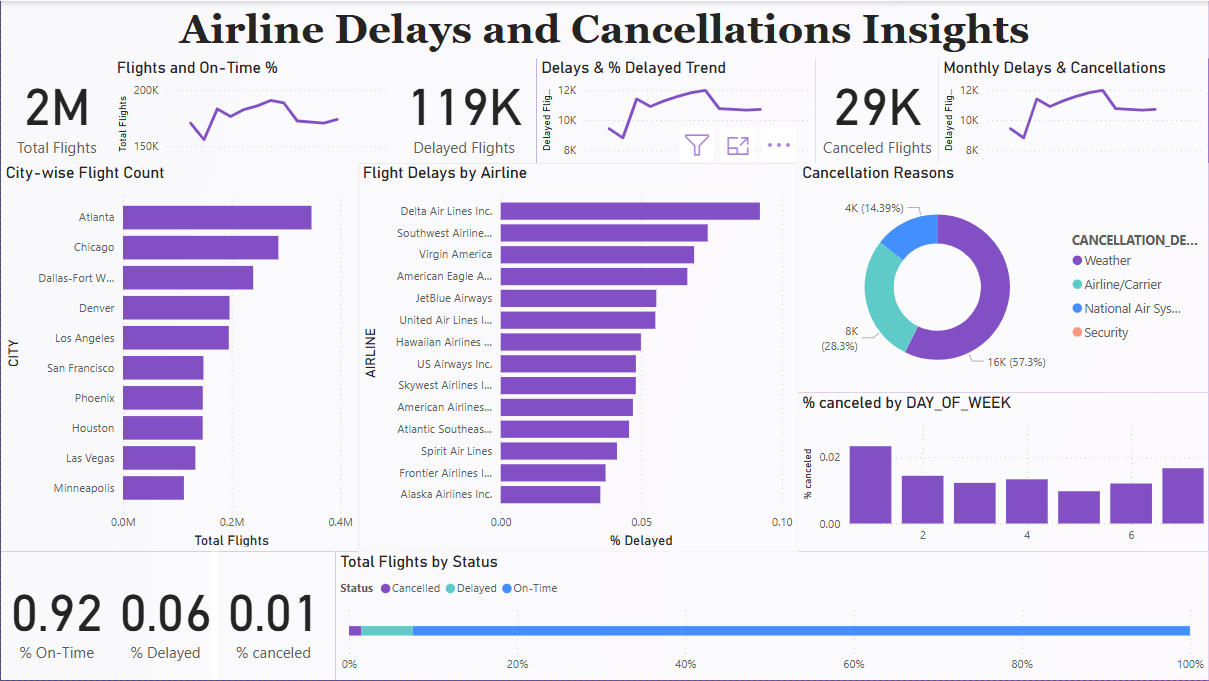 Airline Delays and Cancellations Insights
2M
Total Flights
Flights and On-Time %
Total Flights
200K
150K
119K
Delayed Flights
Delays & % Delayed Trend
Delayed Flig...
12K
10K
8K
29K
Canceled Flights
Monthly Delays & Cancellations
Delayed Flig...
12K
10K
8K
City-wise Flight Count
CITY
Atlanta
Chicago
Dallas-Fort W...
Denver
Los Angeles
San Francisco
Phoenix
Houston
Las Vegas
Minneapolis
0.0M 0.2M 0.4M
Total Flights
Flight Delays by Airline
AIRLINE
Delta Air Lines Inc.
Southwest Airline...
Virgin America
American Eagle A...
JetBlue Airways
United Air Lines I...
Hawaiian Airlines ...
US Airways Inc.
Skywest Airlines I...
American Airlines...
Atlantic Southeas...
Spirit Air Lines
Frontier Airlines I...
Alaska Airlines Inc.
0.00 0.05 0.10
% Delayed
Cancellation Reasons
4K (14.39%)
8K
(28.3%)
16K (57.3%)
CANCELLATION_DE...
Weather
Airline/Carrier
National Air Sys...
Security
% canceled by DAY_OF_WEEK
% canceled
0.02
0.00
2 4 6
0.92
% On-Time
0.06
% Delayed
0.01
% canceled
Total Flights by Status
Status Cancelled Delayed On-Time
0% 20% 40% 60% 80% 100%